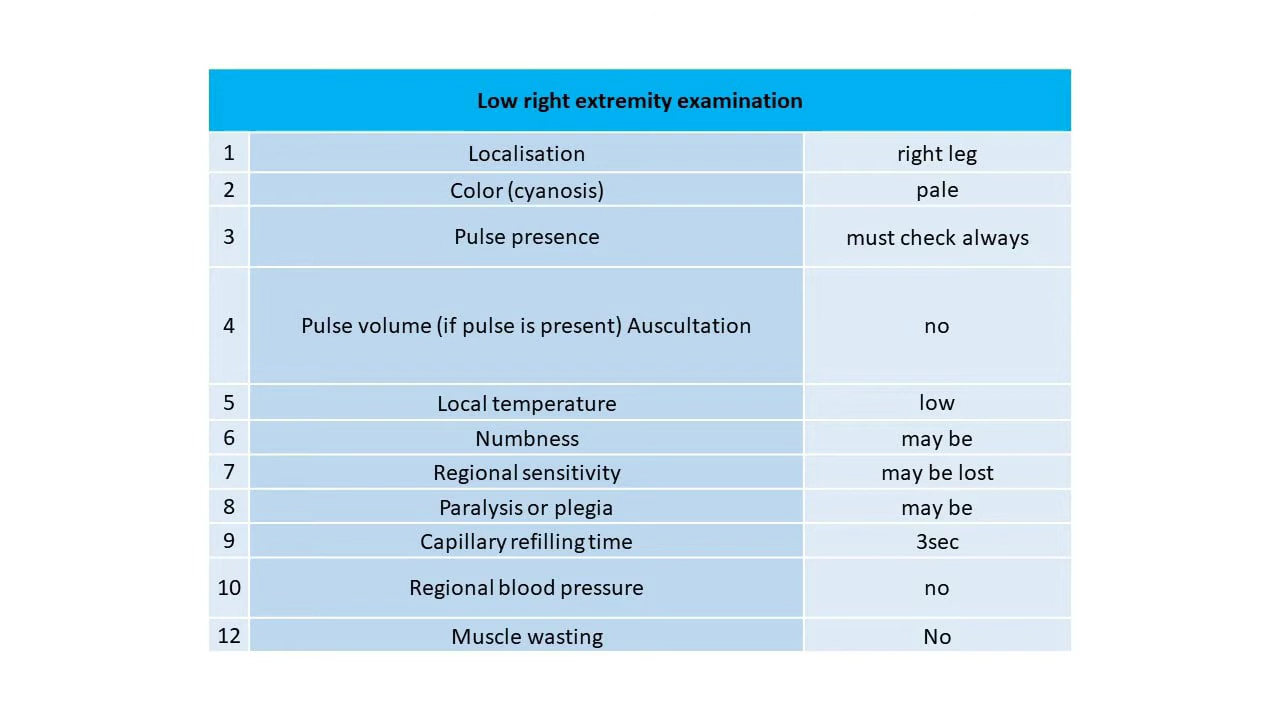 Low right extremity examination
1 Localisation right leg
2 Color (cyanosis) pale
3 Pulse presence must check always
4 Pulse volume (if pulse is present) Auscultation no
5 Local temperature low
6 Numbness may be
7 Regional sensitivity may be lost
8 Paralysis or plegia may be
9 Capillary refilling time 3sec
10 Regional blood pressure no
12 Muscle wasting No